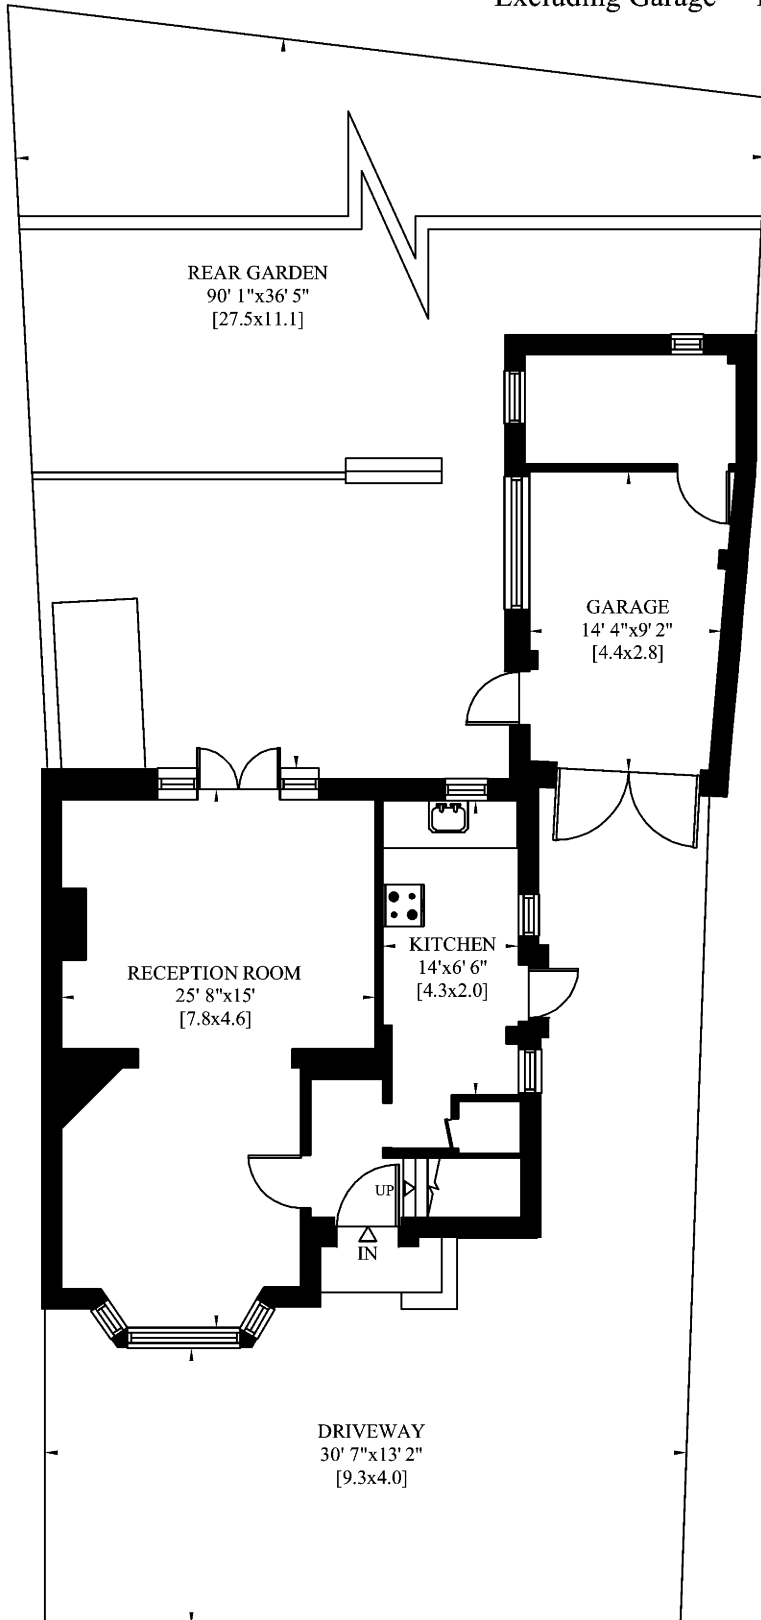 Excluding Garage
REAR GARDEN
90' 1"x36' 5"
[27.5x11.1]
GARAGE
14' 4"x9' 2"
[4.4x2.8]
KITCHEN
14'x6' 6"
[4.3x2.0]
RECEPTION ROOM
25' 8"x15'
[7.8x4.6]
UP
IN
DRIVEWAY
30' 7"x13' 2"
[9.3x4.0]